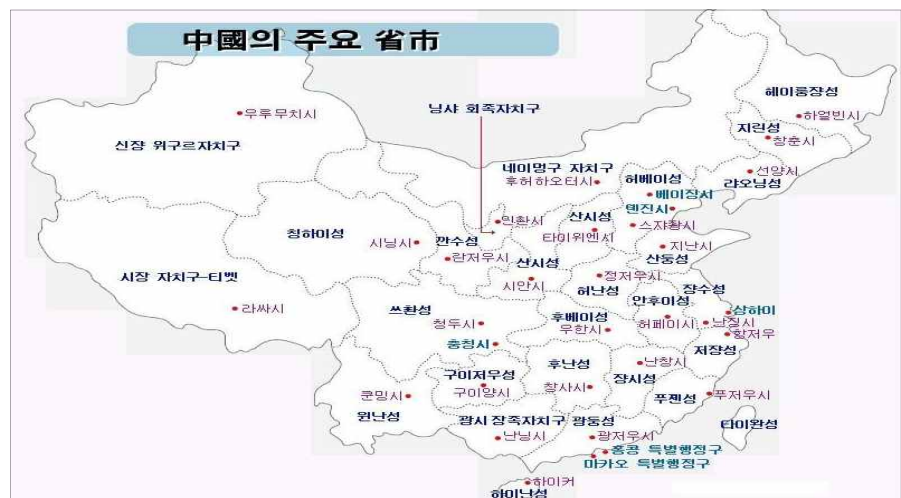 中國의 주요 省市
헤이룽쟝성
하얼빈시
지린성
창춘시
닝샤 회족자치구
우루무치시
신쟝 위구르자치구
네이멍구 자치구
후허하오터시
허베이성
선양시
랴오닝성
베이징시
톈진시
인촨시
산시성
타이위엔시
스쟈좡시
칭하이성
시닝시
깐수성
란저우시
지난시
산둥성
산시성
시안시
정저우시
허난성
시장 자치구-티벳
라싸시
쟝수성
안후이성
상하이
쓰촨성
청두시
후베이성
우한시
허페이시
난징시
항저우
충칭시
저쟝성
후난성
난창시
구이저우성
구이양시
창사시
쟝시성
쿤밍시
푸젠성
푸저우시
윈난성
광시 장족자치구
광둥성
타이완성
난닝시
광저우시
홍콩 특별행정구
마카오 특별행정구
하이커
하이난성